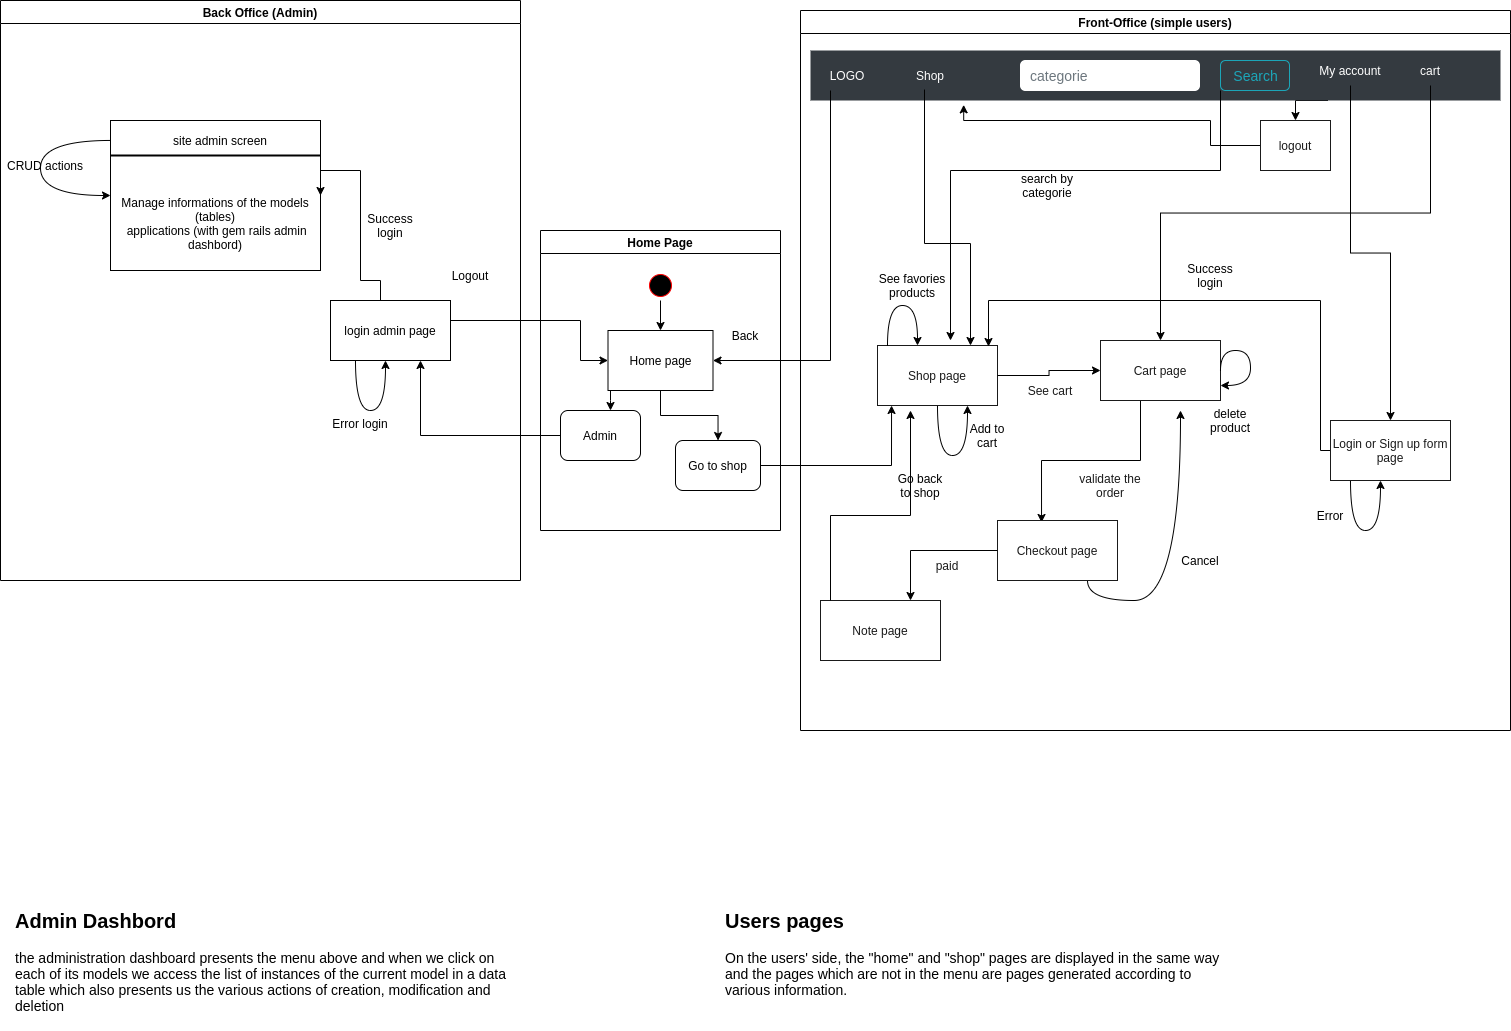 Back Office (Admin)
Front-Office (simple users)
LOGO
Shop
categorie
Search
My account
cart
logout
site admin screen
CRUD actions
Manage informations of the models
(tables)
applications (with gem rails admin
dashbord)
Success
login
Logout
login admin page
Error login
Home Page
Home page
Back
Admin
Go to shop
search by
categorie
See favories
products
Success
login
Shop page
See cart
Cart page
delete
product
Add to
cart
Login or Sign up form
page
Go back
to shop
validate the
order
Error
Checkout page
paid
Cancel
Note page
Admin Dashbord
the administration dashboard presents the menu above and when we click on
each of its models we access the list of instances of the current model in a data
table which also presents us the various actions of creation, modification and
deletion
Users pages
On the users' side, the "home" and "shop" pages are displayed in the same way
and the pages which are not in the menu are pages generated according to
various information.